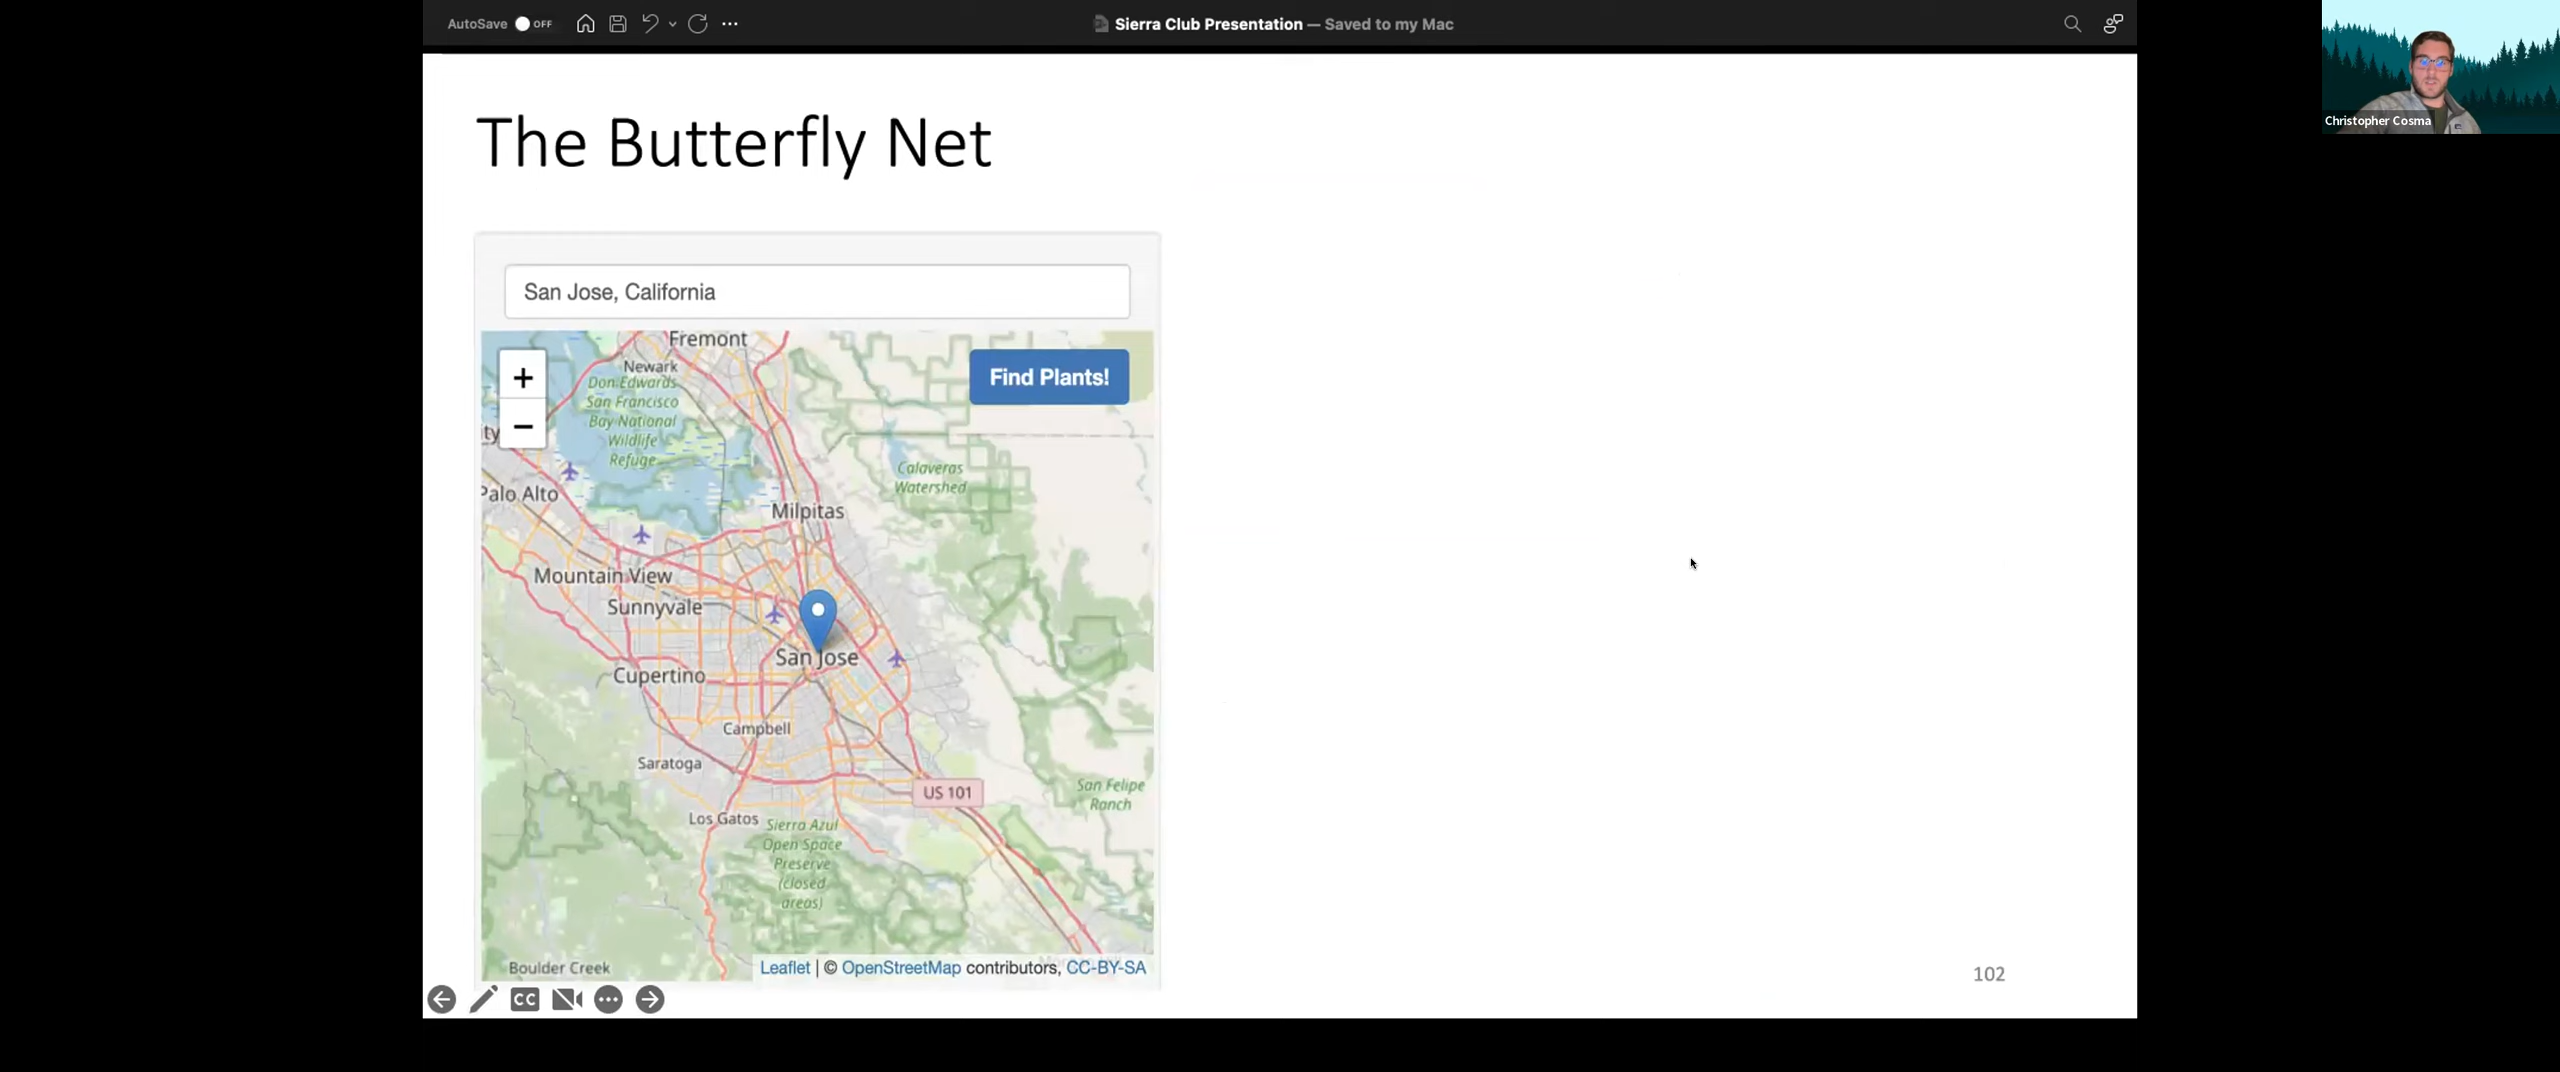 AutoSave OFF
Sierra Club Presentation — Saved to my Mac
Christopher Cosma
The Butterfly Net
San Jose, California
Fremont
Newark
Find Plants!
+
−
Don Edwards
San Francisco
Bay National
Wildlife
Refuge
ty
Calaveras
Watershed
Palo Alto
Milpitas
Mountain View
Sunnyvale
San Jose
Cupertino
Campbell
Saratoga
San Felipe
Ranch
US 101
Los Gatos
Sierra Azul
Open Space
Preserve
(closed
areas)
Boulder Creek
Leaflet | © OpenStreetMap contributors, CC-BY-SA
102
CC